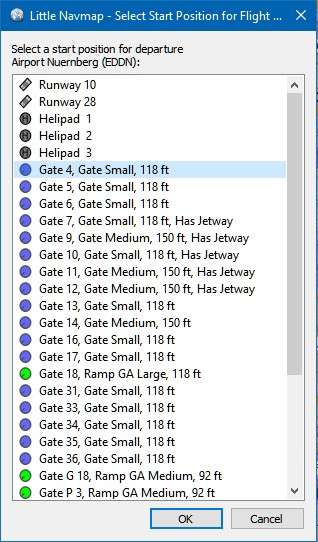 Little Navmap - Select Start Position for Flight ...
Select a start position for departure
Airport Nuernberg (EDDN):
Runway 10
Runway 28
Helipad 1
Helipad 2
Helipad 3
Gate 4, Gate Small, 118 ft
Gate 5, Gate Small, 118 ft
Gate 6, Gate Small, 118 ft
Gate 7, Gate Small, 118 ft, Has Jetway
Gate 9, Gate Medium, 150 ft, Has Jetway
Gate 10, Gate Small, 118 ft, Has Jetway
Gate 11, Gate Medium, 150 ft, Has Jetway
Gate 12, Gate Medium, 150 ft, Has Jetway
Gate 13, Gate Small, 118 ft
Gate 14, Gate Medium, 150 ft
Gate 16, Gate Small, 118 ft
Gate 17, Gate Small, 118 ft
Gate 18, Ramp GA Large, 118 ft
Gate 31, Gate Small, 118 ft
Gate 33, Gate Small, 118 ft
Gate 34, Gate Small, 118 ft
Gate 35, Gate Small, 118 ft
Gate 36, Gate Small, 118 ft
Gate G 18, Ramp GA Medium, 92 ft
Gate P 3, Ramp GA Medium, 92 ft
OK
Cancel